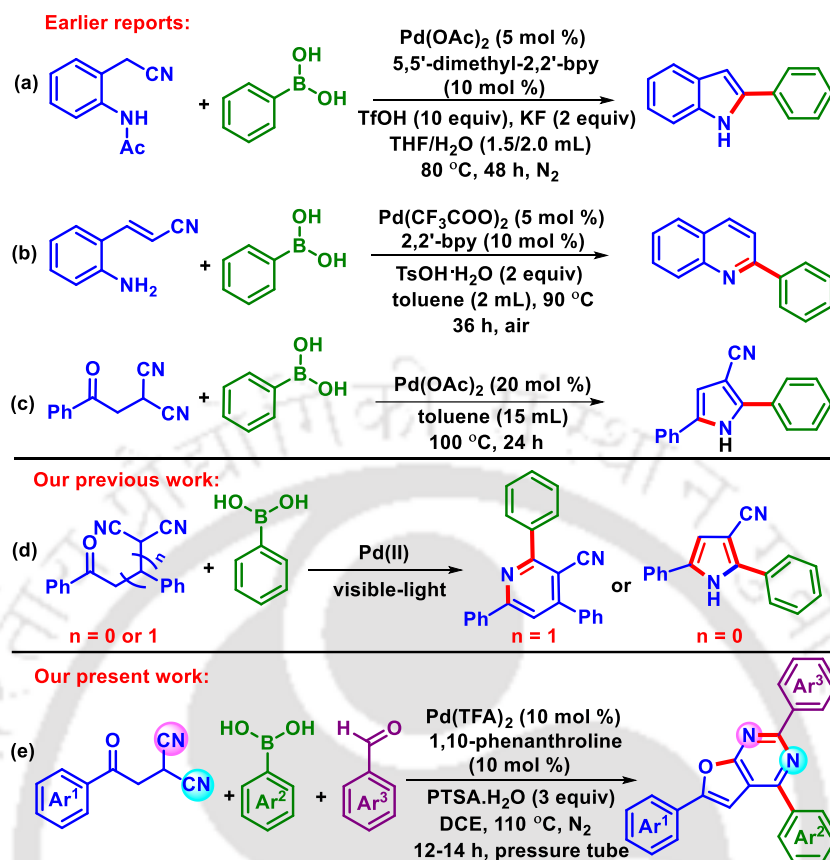 Earlier reports:
(a)
CN
NH
Ac
+
OH
B
OH
Pd(OAc)2 (5 mol %)
5,5'-dimethyl-2,2'-bpy
(10 mol %)
TfOH (10 equiv), KF (2 equiv)
THF/H2O (1.5/2.0 mL)
80 °C, 48 h, N2
N
H
(b)
CN
NH2
+
OH
B
OH
Pd(CF3COO)2 (5 mol %)
2,2'-bpy (10 mol %)
TsOH·H2O (2 equiv)
toluene (2 mL), 90 °C
36 h, air
N
(c)
O
CN
Ph
CN
+
OH
B
OH
Pd(OAc)2 (20 mol %)
toluene (15 mL)
100 °C, 24 h
CN
Ph
N
H
Our previous work:
(d)
NC
CN
O
n
Ph
Ph
n = 0 or 1
+
HO
OH
B
Pd(II)
visible-light
N
CN
Ph
Ph
n = 1
or
CN
Ph
N
H
n = 0
Our present work:
(e)
O
CN
CN
Ar1
+
HO
OH
B
Ar2
+
H
O
Ar3
Pd(TFA)2 (10 mol %)
1,10-phenanthroline
(10 mol %)
PTSA.H2O (3 equiv)
DCE, 110 °C, N2
12-14 h, pressure tube
Ar3
N
O
N
Ar1
Ar2